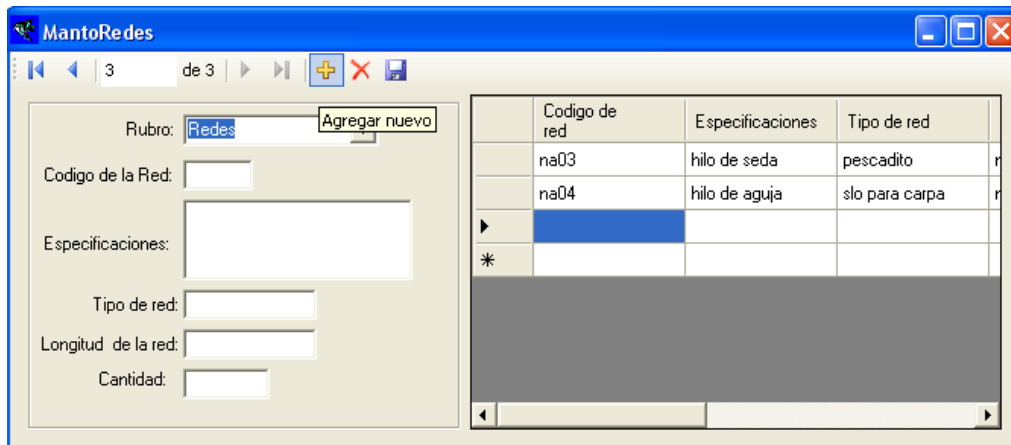 MantoRedes
3 de 3
Agregar nuevo
Rubro: Redes
Codigo de la Red:
Especificaciones:
Tipo de red:
Longitud de la red:
Cantidad:
Codigo de red Especificaciones Tipo de red
na03 hilo de seda pescadito
na04 hilo de aguja slo para carpa